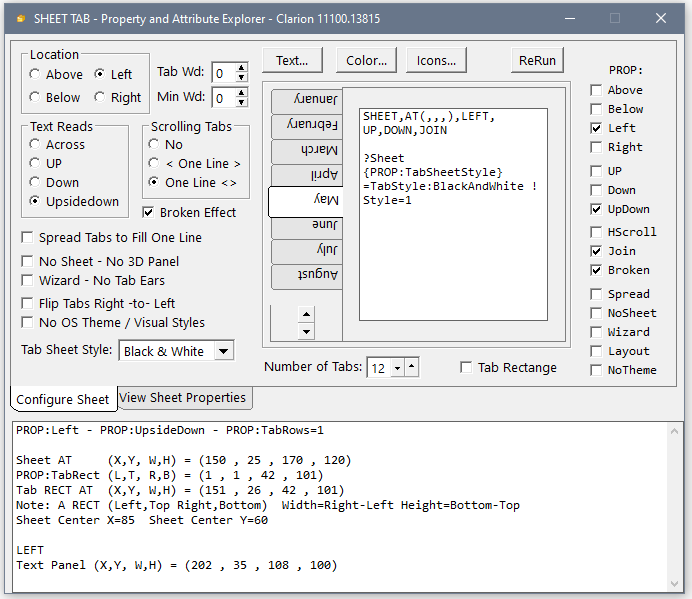 SHEET TAB - Property and Attribute Explorer - Clarion 11100.13815
Location
Above
Left
Below
Right
Tab Wd: 0
Min Wd: 0
Text Reads
Across
UP
Down
Upsidedown
Scrolling Tabs
No
< One Line >
One Line <>
Broken Effect
Spread Tabs to Fill One Line
No Sheet - No 3D Panel
Wizard - No Tab Ears
Flip Tabs Right -to- Left
No OS Theme / Visual Styles
Tab Sheet Style: Black & White
Text...
Color...
Icons...
ReRun
January
February
March
April
May
June
July
August
SHEET,AT(,,,),LEFT,
UP,DOWN,JOIN
?Sheet
{PROP:TabSheetStyle}
=TabStyle:BlackAndWhite !
Style=1
Number of Tabs: 12
Tab Rectange
PROP:
Above
Below
Left
Right
UP
Down
UpDown
HScroll
Join
Broken
Spread
NoSheet
Wizard
Layout
NoTheme
Configure Sheet
View Sheet Properties
PROP:Left - PROP:UpsideDown - PROP:TabRows=1
Sheet AT (X,Y, W,H) = (150 , 25 , 170 , 120)
PROP:TabRect (L,T, R,B) = (1 , 1 , 42 , 101)
Tab RECT AT (X,Y, W,H) = (151 , 26 , 42 , 101)
Note: A RECT (Left,Top Right,Bottom) Width=Right-Left Height=Bottom-Top
Sheet Center X=85 Sheet Center Y=60
LEFT
Text Panel (X,Y, W,H) = (202 , 35 , 108 , 100)